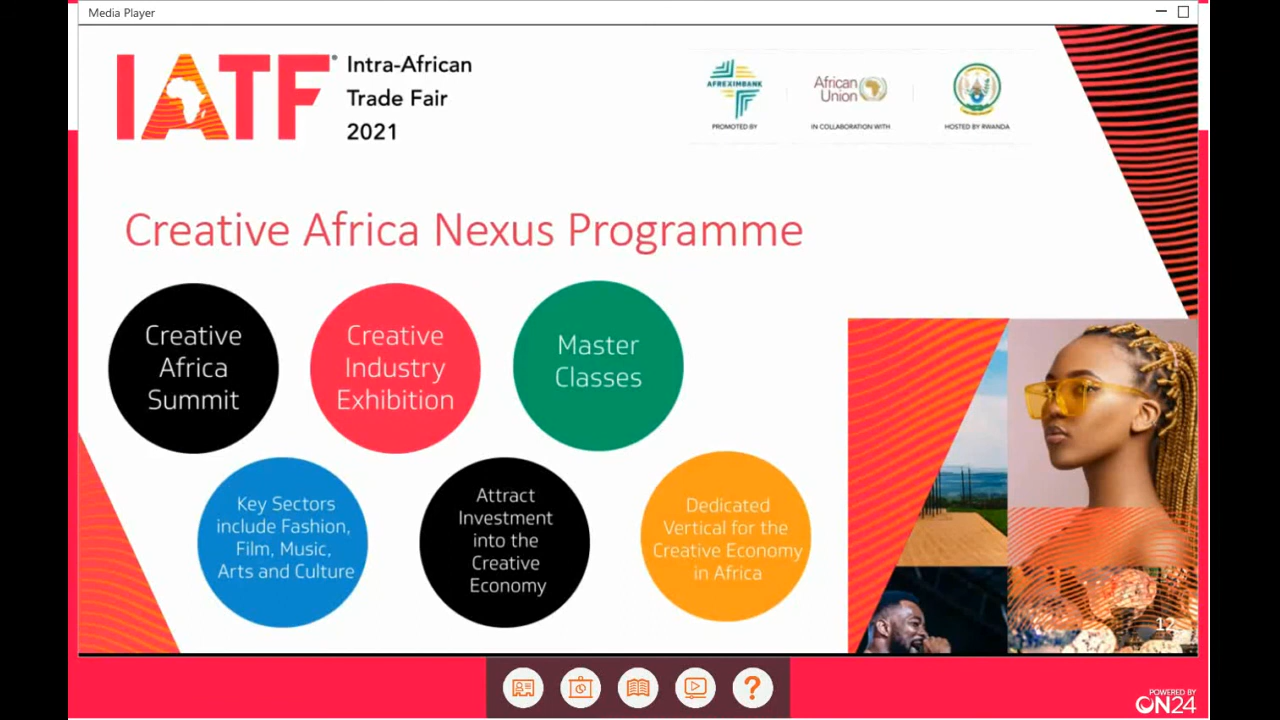 Media Player
IATF®
Intra-African
Trade Fair
2021
AFREXIMBANK
African
Union
PROMOTED BY
IN COLLABORATION WITH
HOSTED BY RWANDA
Creative Africa Nexus Programme
Creative
Africa
Summit
Creative
Industry
Exhibition
Master
Classes
Key Sectors
include Fashion,
Film, Music,
Arts and Culture
Attract
Investment
into the
Creative
Economy
Dedicated
Vertical for the
Creative Economy
in Africa
12
?
POWERED BY
ON24